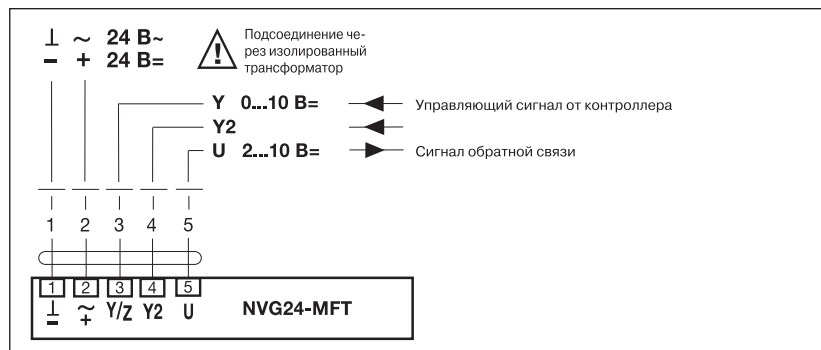 ⊥ ~ 24 В~
– + 24 В=
Подсоединение че-
рез изолированный
трансформатор
Y 0...10 В= Управляющий сигнал от контроллера
Y2
U 2...10 В= Сигнал обратной связи
1 2 3 4 5
1 2 3 4 5
⊥ ~ Y/Z Y2 U
– +
NVG24-MFT